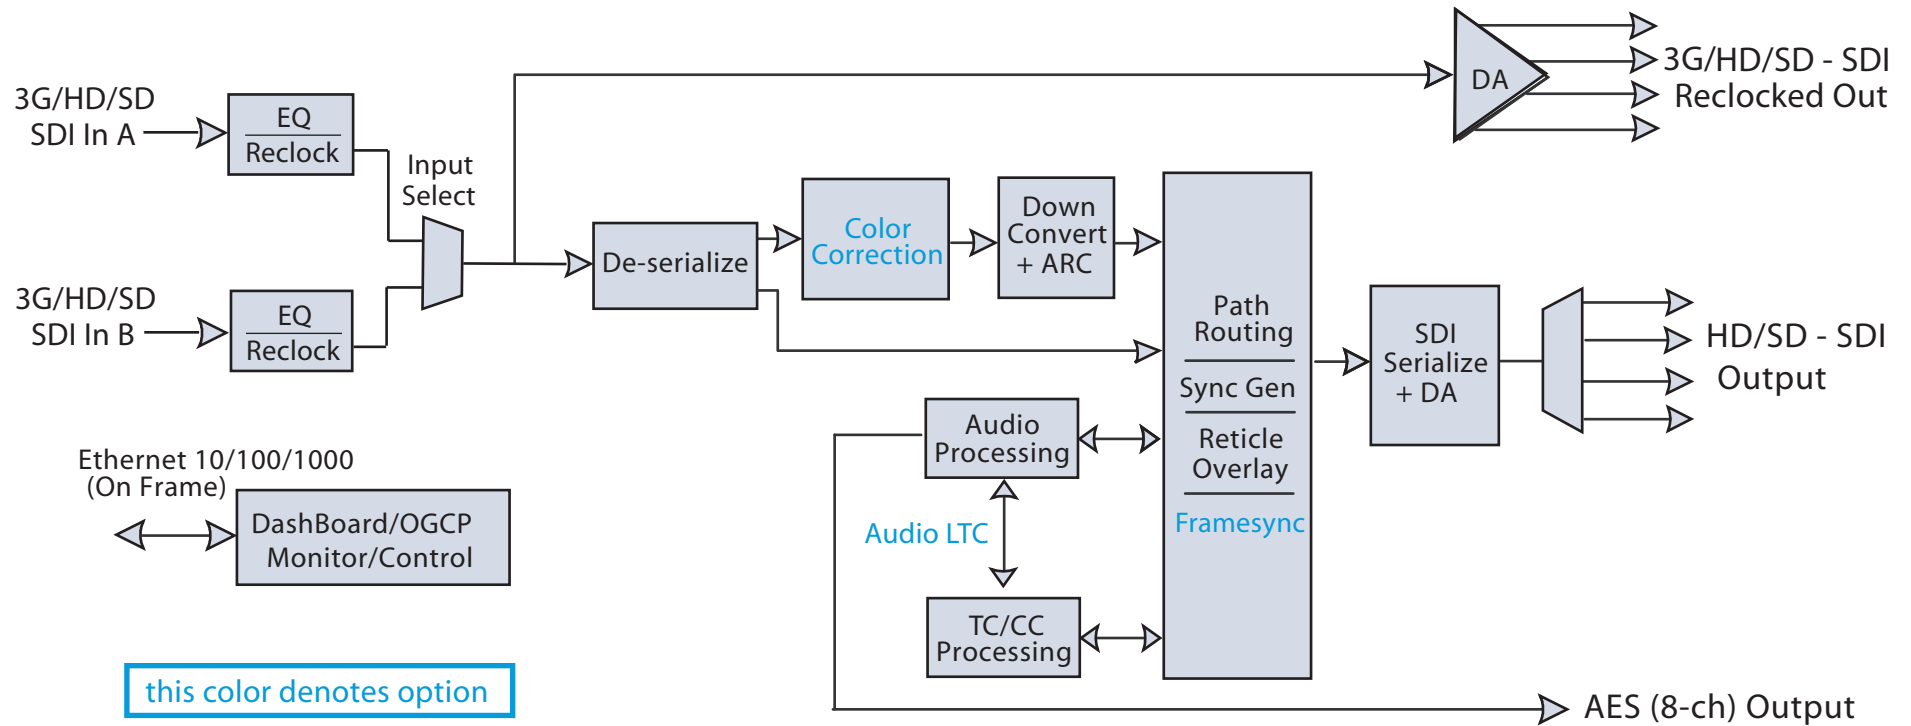 3G/HD/SD
SDI In A
EQ
Reclock
Input
Select
3G/HD/SD
SDI In B
EQ
Reclock
De-serialize
Color
Correction
Down
Convert
+ ARC
DA
3G/HD/SD - SDI
Reclocked Out
Path
Routing
Sync Gen
Reticle
Overlay
Framesync
SDI
Serialize
+ DA
HD/SD - SDI
Output
Audio
Processing
Audio LTC
TC/CC
Processing
Ethernet 10/100/1000
(On Frame)
DashBoard/OGCP
Monitor/Control
this color denotes option
AES (8-ch) Output